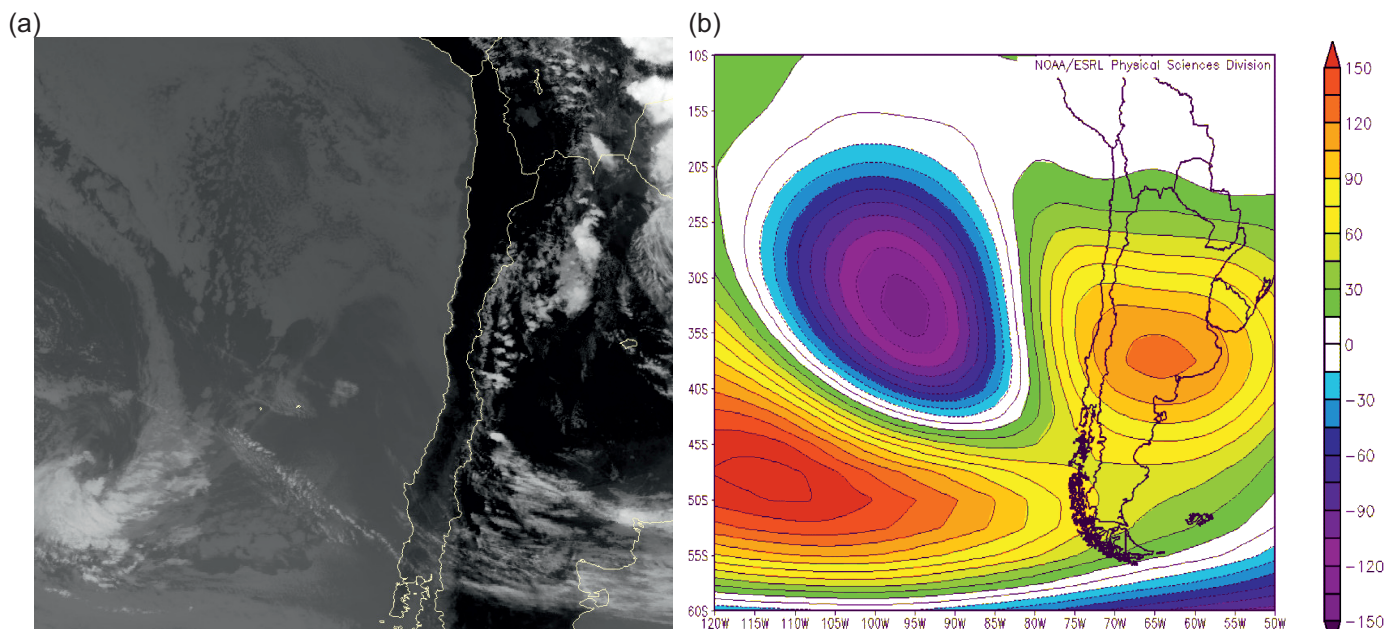 (a)
(b)
NOAA/ESRL Physical Sciences Division
10S
15S
20S
25S
30S
35S
40S
45S
50S
55S
60S
120W 115W 110W 105W 100W 95W 90W 85W 80W 75W 70W 65W 60W 55W 50W
150
120
90
60
30
0
−30
−60
−90
−120
−150